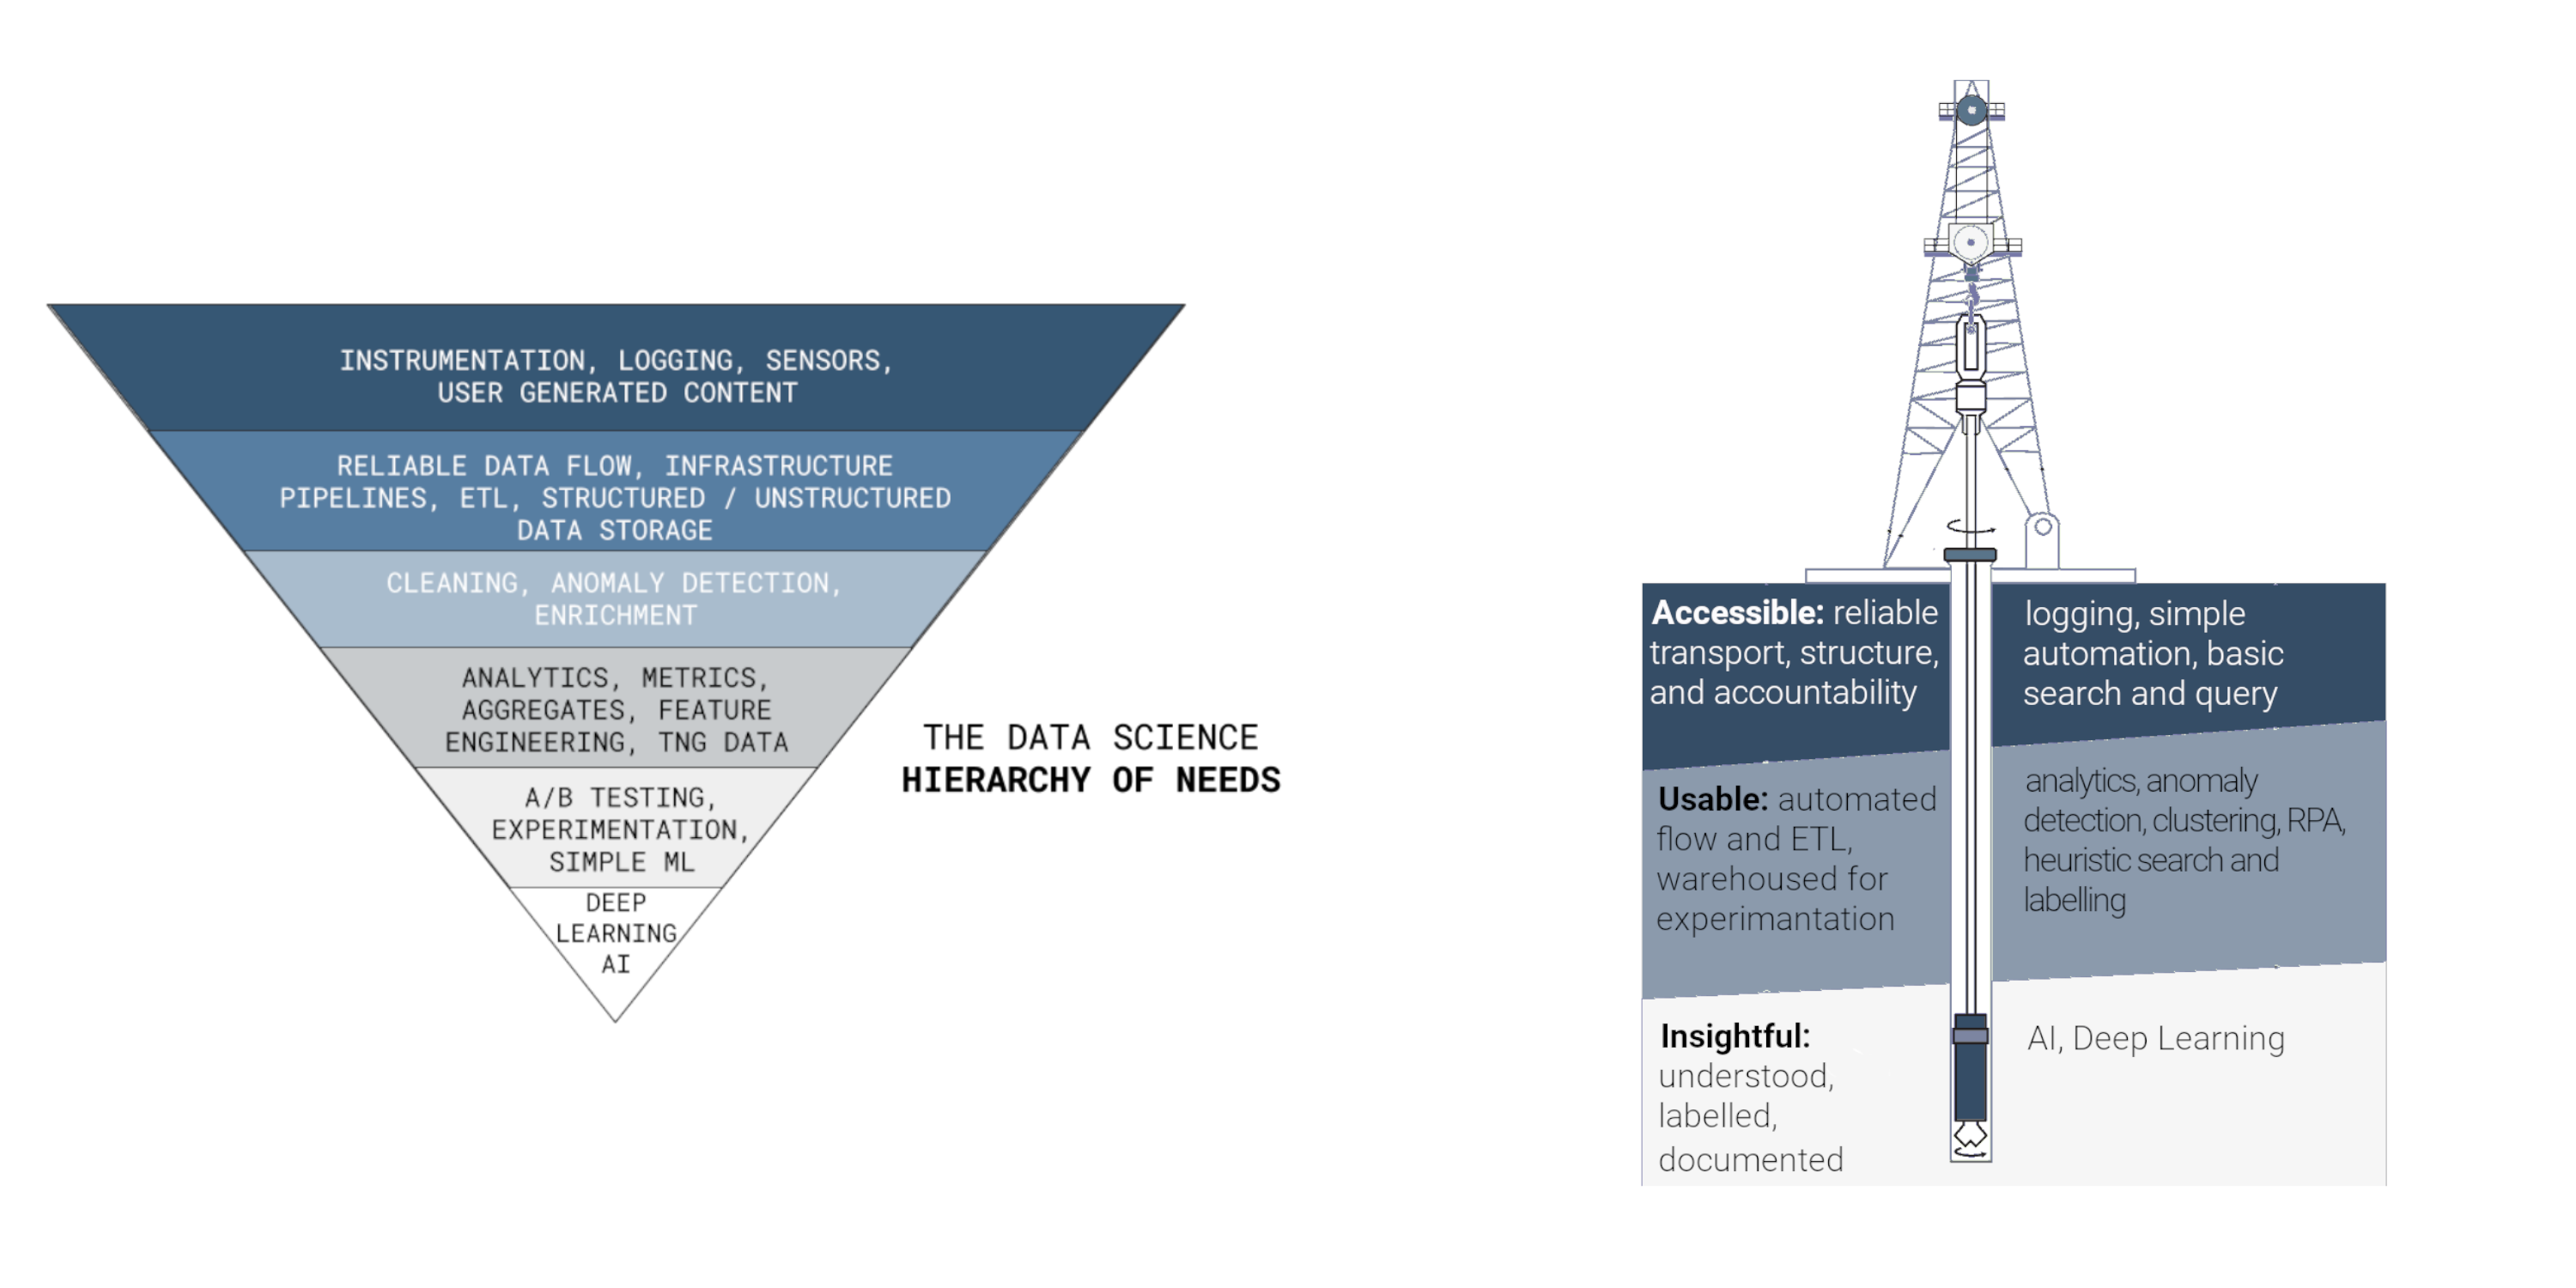 INSTRUMENTATION, LOGGING, SENSORS,
USER GENERATED CONTENT
RELIABLE DATA FLOW, INFRASTRUCTURE
PIPELINES, ETL, STRUCTURED / UNSTRUCTURED
DATA STORAGE
CLEANING, ANOMALY DETECTION,
ENRICHMENT
ANALYTICS, METRICS,
AGGREGATES, FEATURE
ENGINEERING, TNG DATA
A/B TESTING,
EXPERIMENTATION,
SIMPLE ML
DEEP
LEARNING
AI
THE DATA SCIENCE
HIERARCHY OF NEEDS
Accessible: reliable
transport, structure,
and accountability
logging, simple
automation, basic
search and query
Usable: automated
flow and ETL,
warehoused for
experimantation
analytics, anomaly
detection, clustering, RPA,
heuristic search and
labelling
Insightful:
understood,
labelled,
documented
AI, Deep Learning